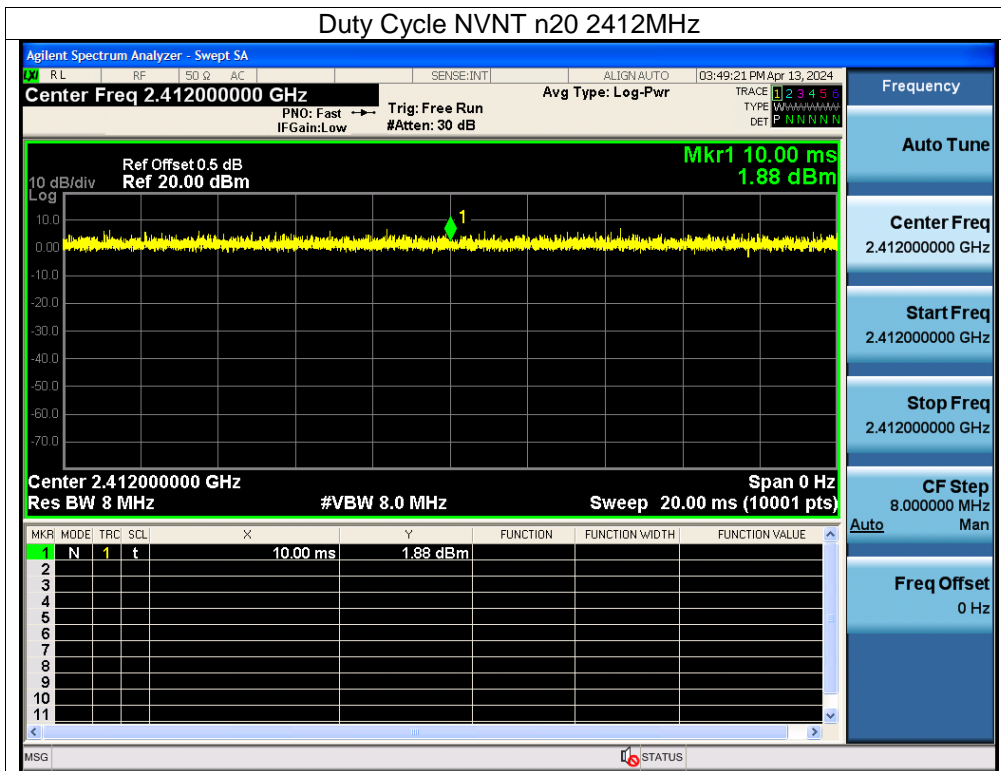 Duty Cycle NVNT n20 2412MHz
Agilent Spectrum Analyzer - Swept SA
LXI RL RF 50 Ω AC SENSE:INT ALIGN AUTO 03:49:21 PM Apr 13, 2024
Center Freq 2.412000000 GHz
PNO: Fast
IFGain:Low
Trig: Free Run
#Atten: 30 dB
Avg Type: Log-Pwr
TRACE 1 2 3 4 5 6
TYPE WWWWWW
DET P N N N N N
Frequency
Auto Tune
Center Freq
2.412000000 GHz
Start Freq
2.412000000 GHz
Stop Freq
2.412000000 GHz
CF Step
8.000000 MHz
Auto Man
Freq Offset
0 Hz
Mkr1 10.00 ms
1.88 dBm
Ref Offset 0.5 dB
10 dB/div Ref 20.00 dBm
Log
10.0
0.00
-10.0
-20.0
-30.0
-40.0
-50.0
-60.0
-70.0
1
Center 2.412000000 GHz Span 0 Hz
Res BW 8 MHz #VBW 8.0 MHz Sweep 20.00 ms (10001 pts)
MKR MODE TRC SCL X Y FUNCTION FUNCTION WIDTH FUNCTION VALUE
1 N 1 t 10.00 ms 1.88 dBm
2
3
4
5
6
7
8
9
10
11
MSG STATUS